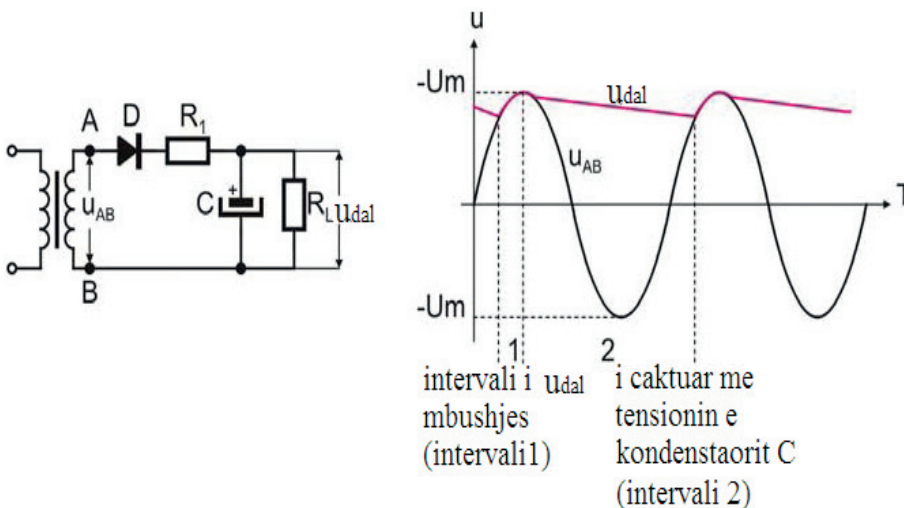 A
D
R1
uAB
C
+
RL
udal
B
u
-Um
udal
uAB
T
-Um
1
2
intervali i
mbushjes
(intervali1)
udal
i caktuar me
tensionin e
kondenstaorit C
(intervali 2)